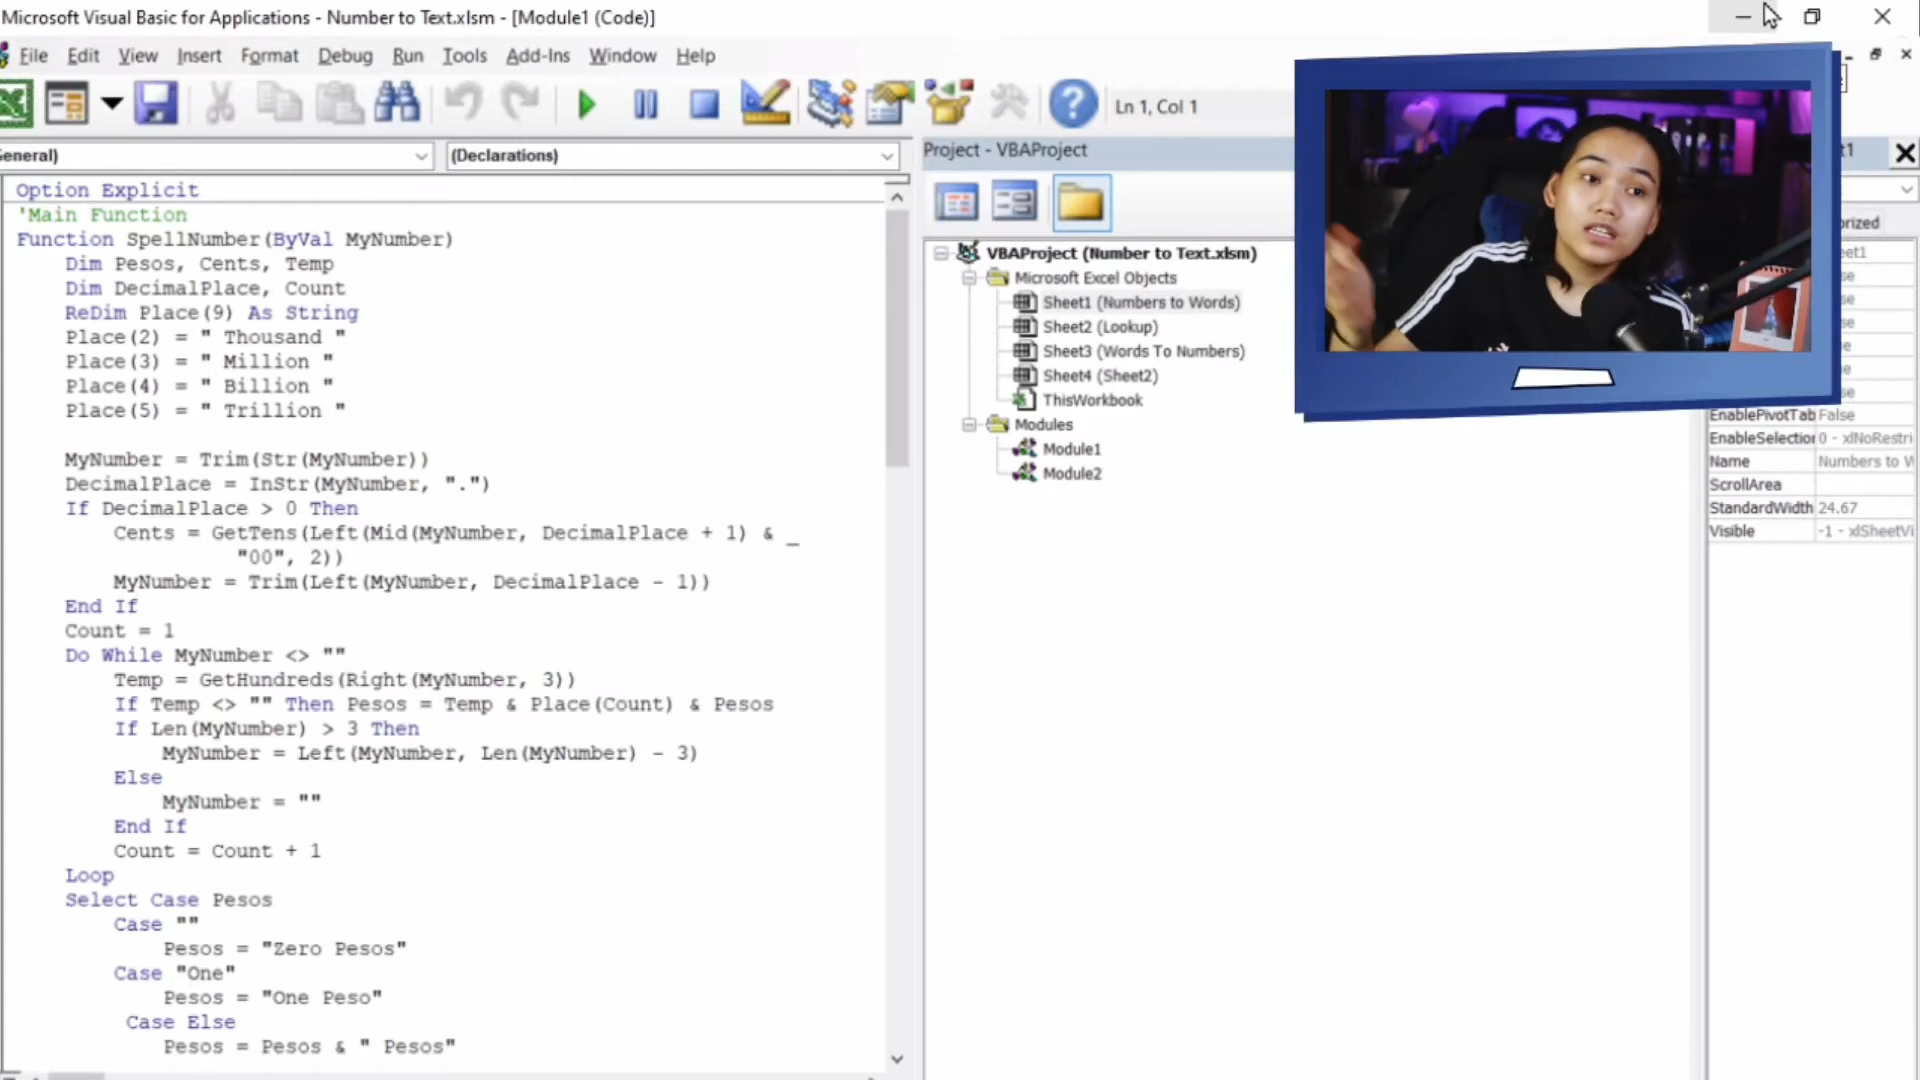 Microsoft Visual Basic for Applications - Number to Text.xlsm - [Module1 (Code)]
File Edit View Insert Format Debug Run Tools Add-Ins Window Help
Ln 1, Col 1
General) (Declarations)
Option Explicit
'Main Function
Function SpellNumber(ByVal MyNumber)
Dim Pesos, Cents, Temp
Dim DecimalPlace, Count
ReDim Place(9) As String
Place(2) = " Thousand "
Place(3) = " Million "
Place(4) = " Billion "
Place(5) = " Trillion "
MyNumber = Trim(Str(MyNumber))
DecimalPlace = InStr(MyNumber, ".")
If DecimalPlace > 0 Then
Cents = GetTens(Left(Mid(MyNumber, DecimalPlace + 1) & _
"00", 2))
MyNumber = Trim(Left(MyNumber, DecimalPlace - 1))
End If
Count = 1
Do While MyNumber <> ""
Temp = GetHundreds(Right(MyNumber, 3))
If Temp <> "" Then Pesos = Temp & Place(Count) & Pesos
If Len(MyNumber) > 3 Then
MyNumber = Left(MyNumber, Len(MyNumber) - 3)
Else
MyNumber = ""
End If
Count = Count + 1
Loop
Select Case Pesos
Case ""
Pesos = "Zero Pesos"
Case "One"
Pesos = "One Peso"
Case Else
Pesos = Pesos & " Pesos"
Project - VBAProject
VBAProject (Number to Text.xlsm)
Microsoft Excel Objects
Sheet1 (Numbers to Words)
Sheet2 (Lookup)
Sheet3 (Words To Numbers)
Sheet4 (Sheet2)
ThisWorkbook
Modules
Module1
Module2
EnablePivotTab False
EnableSelection 0 - xlNoRestri
Name Numbers to W
ScrollArea
StandardWidth 24.67
Visible -1 - xlSheetVi